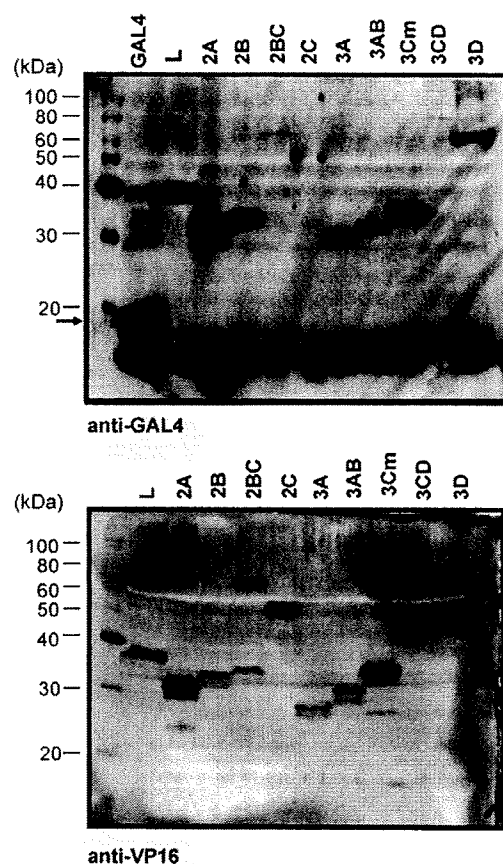 GAL4 L 2A 2B 2BC 2C 3A 3AB 3Cm 3CD 3D
(kDa)
100
80
60
50
40
30
20
anti-GAL4
L 2A 2B 2BC 2C 3A 3AB 3Cm 3CD 3D
(kDa)
100
80
60
50
40
30
20
anti-VP16